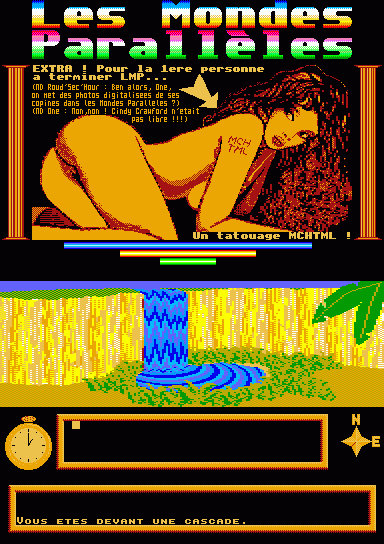 Les Mondes
Parallèles
EXTRA ! Pour la 1ere personne
a terminer LMP...
(MO Roud'Sec'Hour : Ben alors, One,
on met des photos digitalisees de ses
copines dans les Mondes Paralleles ?)
(MO One : Non,non ! Cindy Crawford n'etait
pas libre !!!)
MCH
TML
Un tatouage MCHTML !
N
E
VOUS ETES DEVANT UNE CASCADE.